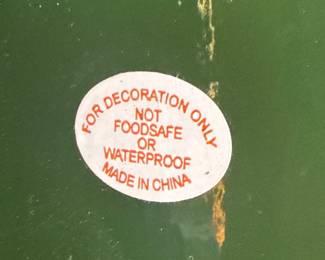 FOR DECORATION ONLY
NOT
FOODSAFE
OR
WATERPROOF
MADE IN CHINA